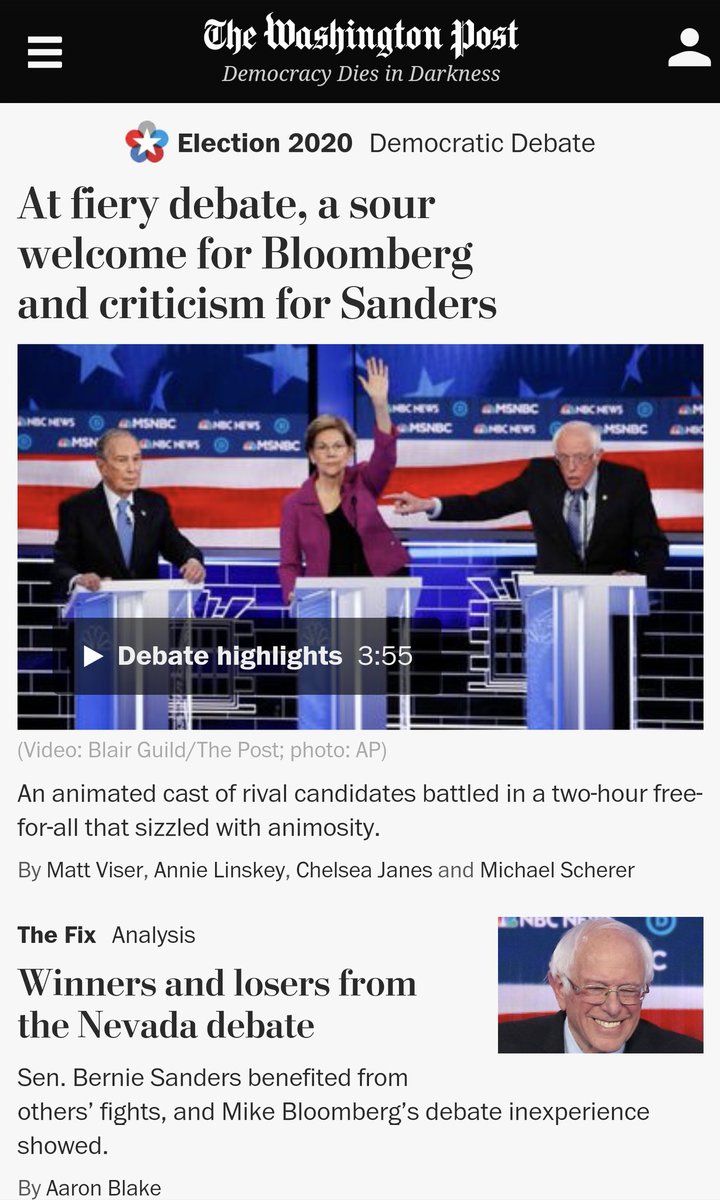 The Washington Post
Democracy Dies in Darkness
Election 2020 Democratic Debate
At fiery debate, a sour
welcome for Bloomberg
and criticism for Sanders
NBC NEWS MSNBC NBC NEWS
NBC NEWS MSNBC
NBC NEWS MSNBC NBC NEWS
MSNBC NBC NEWS MSNBC
Debate highlights 3:55
(Video: Blair Guild/The Post; photo: AP)
An animated cast of rival candidates battled in a two-hour free-
for-all that sizzled with animosity.
By Matt Viser, Annie Linskey, Chelsea Janes and Michael Scherer
The Fix Analysis
Winners and losers from
the Nevada debate
Sen. Bernie Sanders benefited from
others’ fights, and Mike Bloomberg’s debate inexperience
showed.
By Aaron Blake